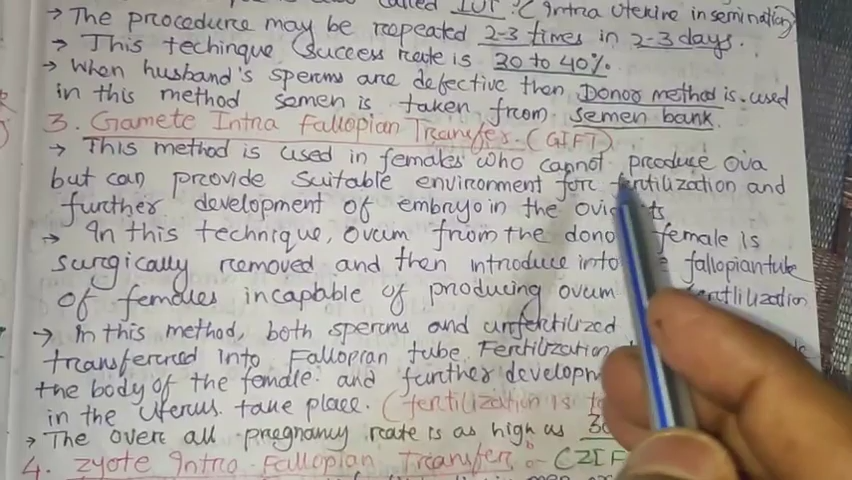 called IUI. (Intra Uterine insemination)
→ The procedure may be repeated 2-3 times in 2-3 days.
→ This techinque (success rate is 30 to 40%.
→ When husband's sperms are defective then Donor method is used
in this method semen is taken from semen bank.
3. Gamete Intra Fallopian Transfer. (GIFT)
→ This method is used in females who cannot produce Ova
but can provide suitable environment for fertilization and
further development of embryo in the
→ In this technique, ovum from the female is
surgically removed and then introduce into fallopian tube
of females incapable of producing ovum
→ In this method, both sperms and unfertilized
transferred into Fallopian tube. Fertilization
the body of the female. and further
in the uterus take place. (fertilization is
→ The over all pregnancy rate is as high as
4. Zyote Intra Fallopian Transfer. (ZIF